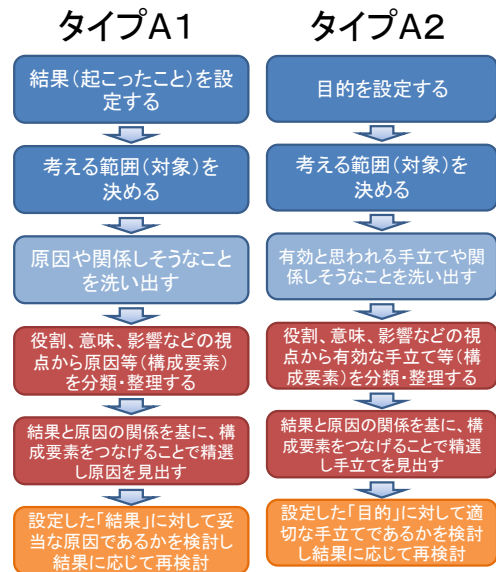 タイプA1
結果(起こったこと)を設
定する
考える範囲(対象)を
決める
原因や関係しそうなこと
を洗い出す
役割、意味、影響などの視
点から原因等(構成要素)
を分類・整理する
結果と原因の関係を基に、構
成要素をつなげることで精選
し原因を見出す
設定した「結果」に対して妥
当な原因であるかを検討し
結果に応じて再検討
タイプA2
目的を設定する
考える範囲(対象)を
決める
有効と思われる手立てや関
係しそうなことを洗い出す
役割、意味、影響などの視
点から有効な手立て等(構
成要素)を分類・整理する
結果と原因の関係を基に、構
成要素をつなげることで精選
し手立てを見出す
設定した「目的」に対して適
切な手立てであるかを検討
し結果に応じて再検討